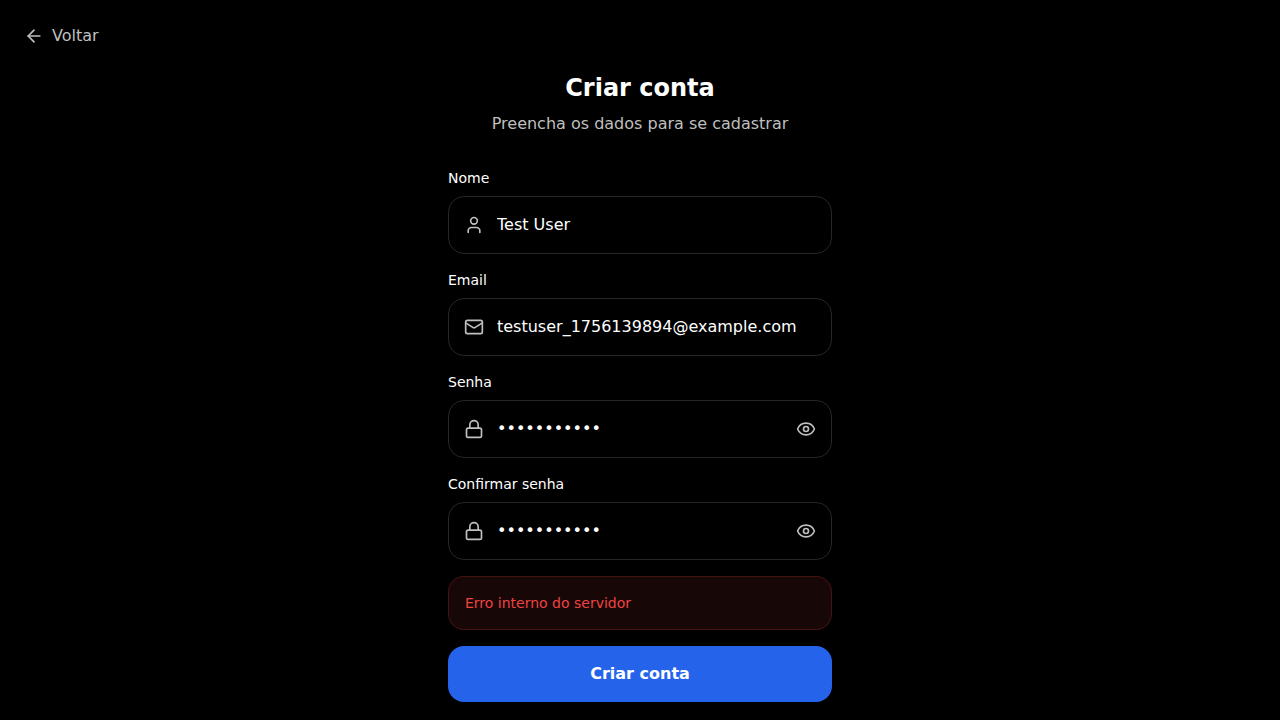 Voltar
Criar conta
Preencha os dados para se cadastrar
Nome
Test User
Email
testuser_1756139894@example.com
Senha
•••••••••••
Confirmar senha
•••••••••••
Erro interno do servidor
Criar conta